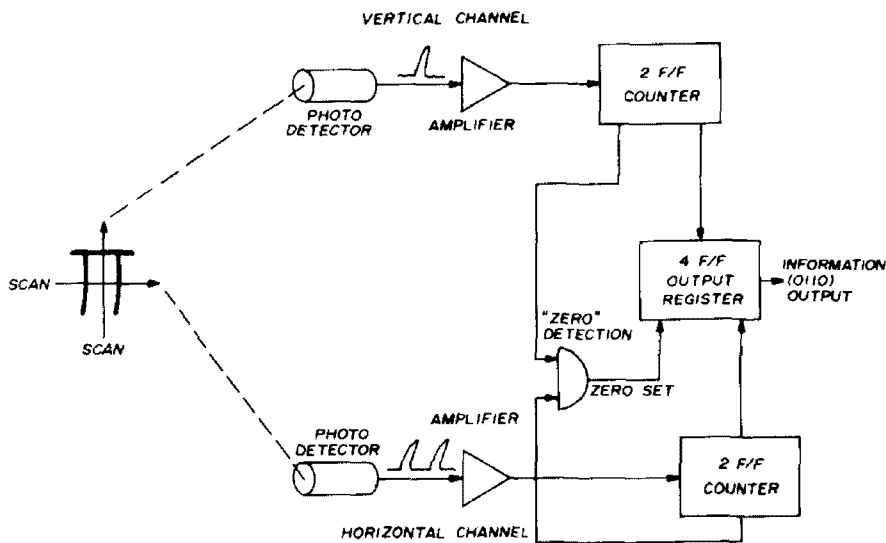 VERTICAL CHANNEL
PHOTO
DETECTOR
AMPLIFIER
2 F/F
COUNTER
SCAN
SCAN
4 F/F
OUTPUT
REGISTER
INFORMATION
(0110)
OUTPUT
"ZERO"
DETECTION
ZERO SET
PHOTO
DETECTOR
AMPLIFIER
2 F/F
COUNTER
HORIZONTAL CHANNEL